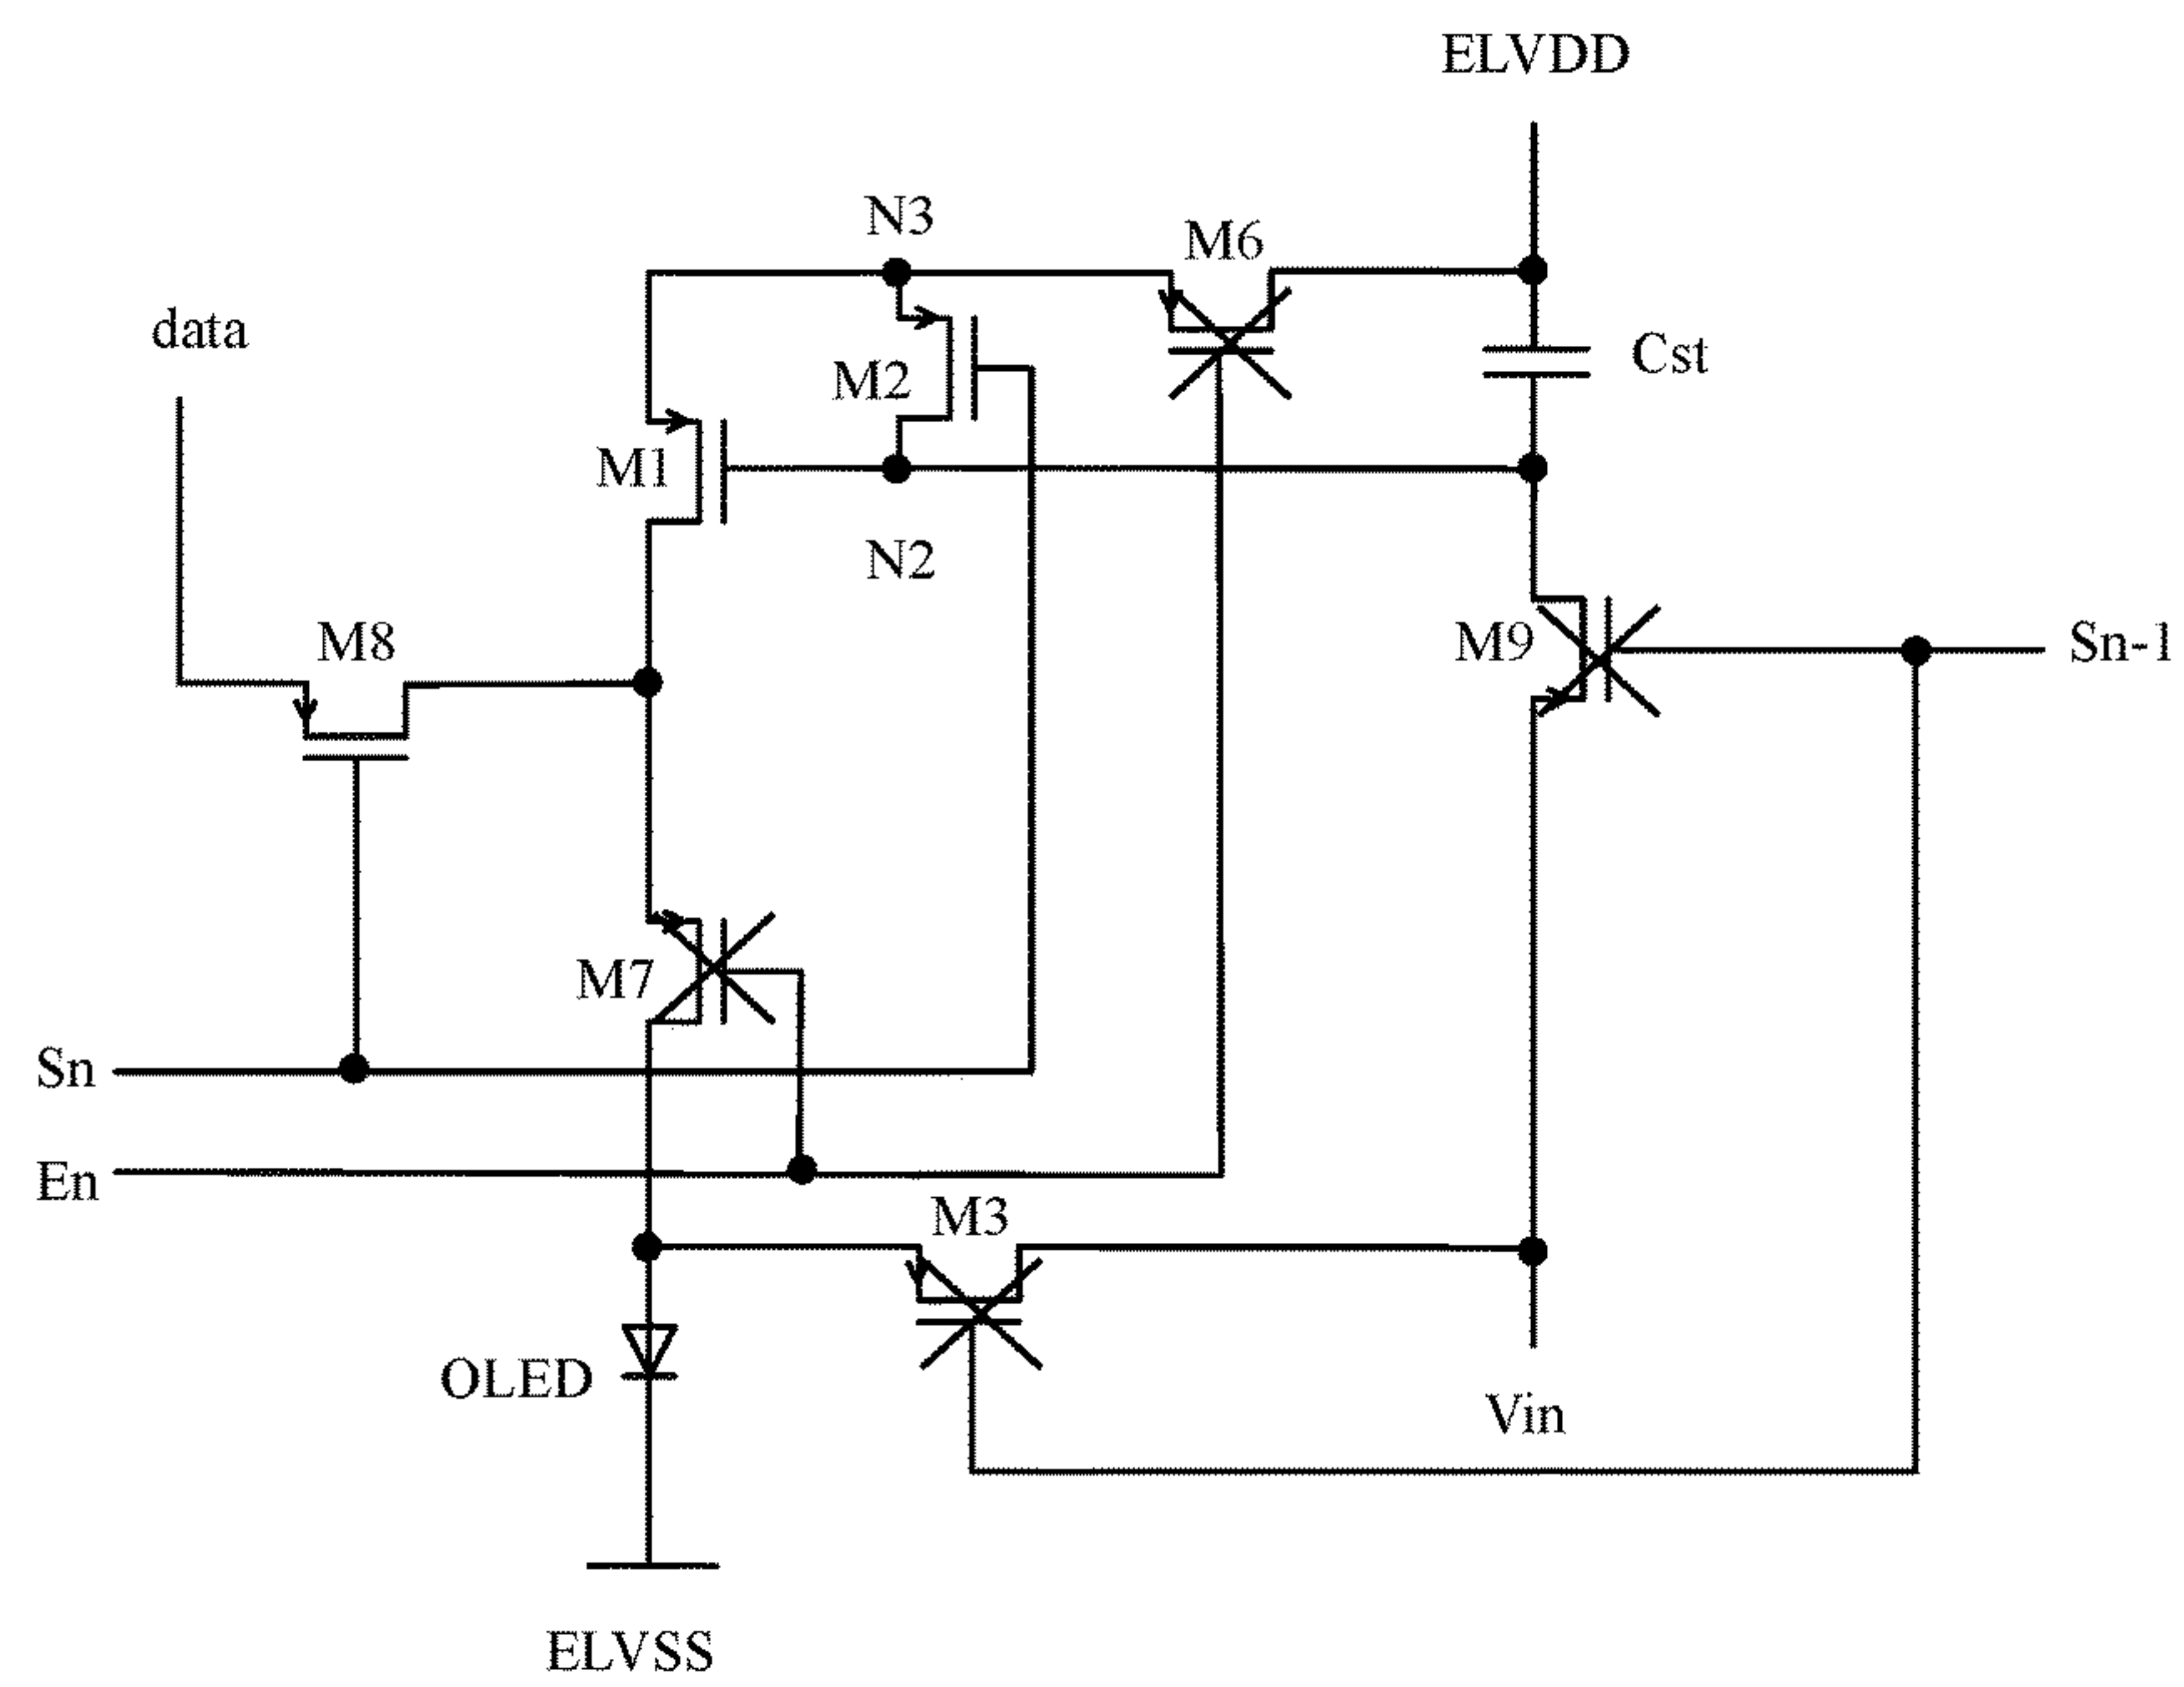 ELVDD
N3
M6
data
M2
Cst
M1
N2
M8
M9
Sn-1
M7
Sn
En
M3
OLED
Vin
ELVSS